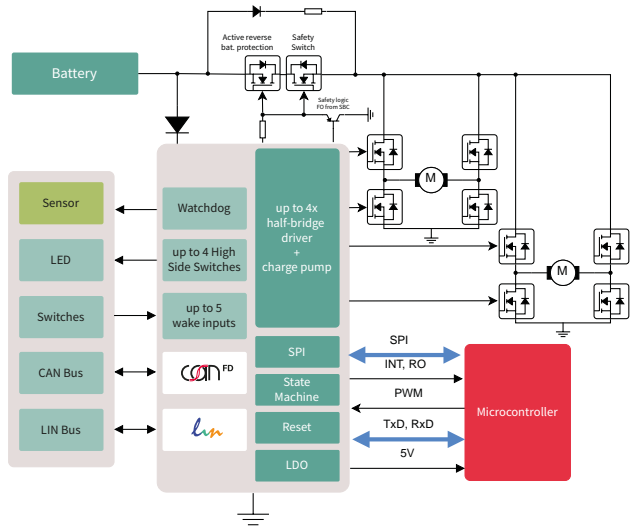 Active reverse
bat. protection
Safety
Switch
Battery
Safety logic
FO from SBC
M
M
Sensor
LED
Switches
CAN Bus
LIN Bus
Watchdog
up to 4 High
Side Switches
up to 5
wake inputs
CAN FD
lin
up to 4x
half-bridge
driver
+
charge pump
SPI
State
Machine
Reset
LDO
SPI
INT, RO
PWM
TxD, RxD
5V
Microcontroller